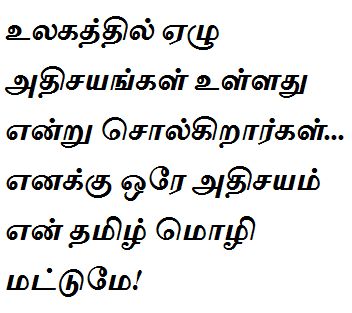 உலகத்தில் ஏழு
அதிசயங்கள் உள்ளது
என்று சொல்கிறார்கள்...
எனக்கு ஒரே அதிசயம்
என் தமிழ் மொழி
மட்டுமே!